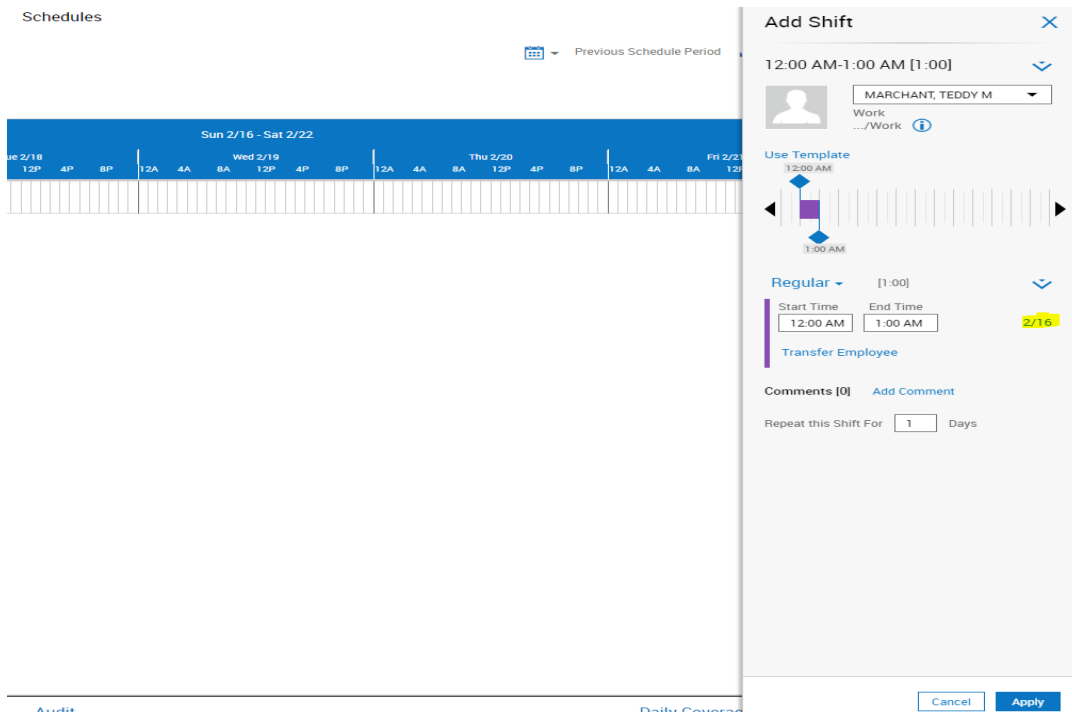 Schedules
Previous Schedule Period
Sun 2/16 - Sat 2/22
ue 2/18 Wed 2/19 Thu 2/20 Fri 2/21
12P 4P 8P 12A 4A 8A 12P 4P 8P 12A 4A 8A 12P 4P 8P 12A 4A 8A 12P
Audit
Daily Coverag
Add Shift
12:00 AM-1:00 AM [1:00]
MARCHANT, TEDDY M
Work
.../Work
Use Template
12:00 AM
1:00 AM
Regular [1:00]
Start Time End Time
12:00 AM 1:00 AM 2/16
Transfer Employee
Comments [0] Add Comment
Repeat this Shift For 1 Days
Cancel Apply